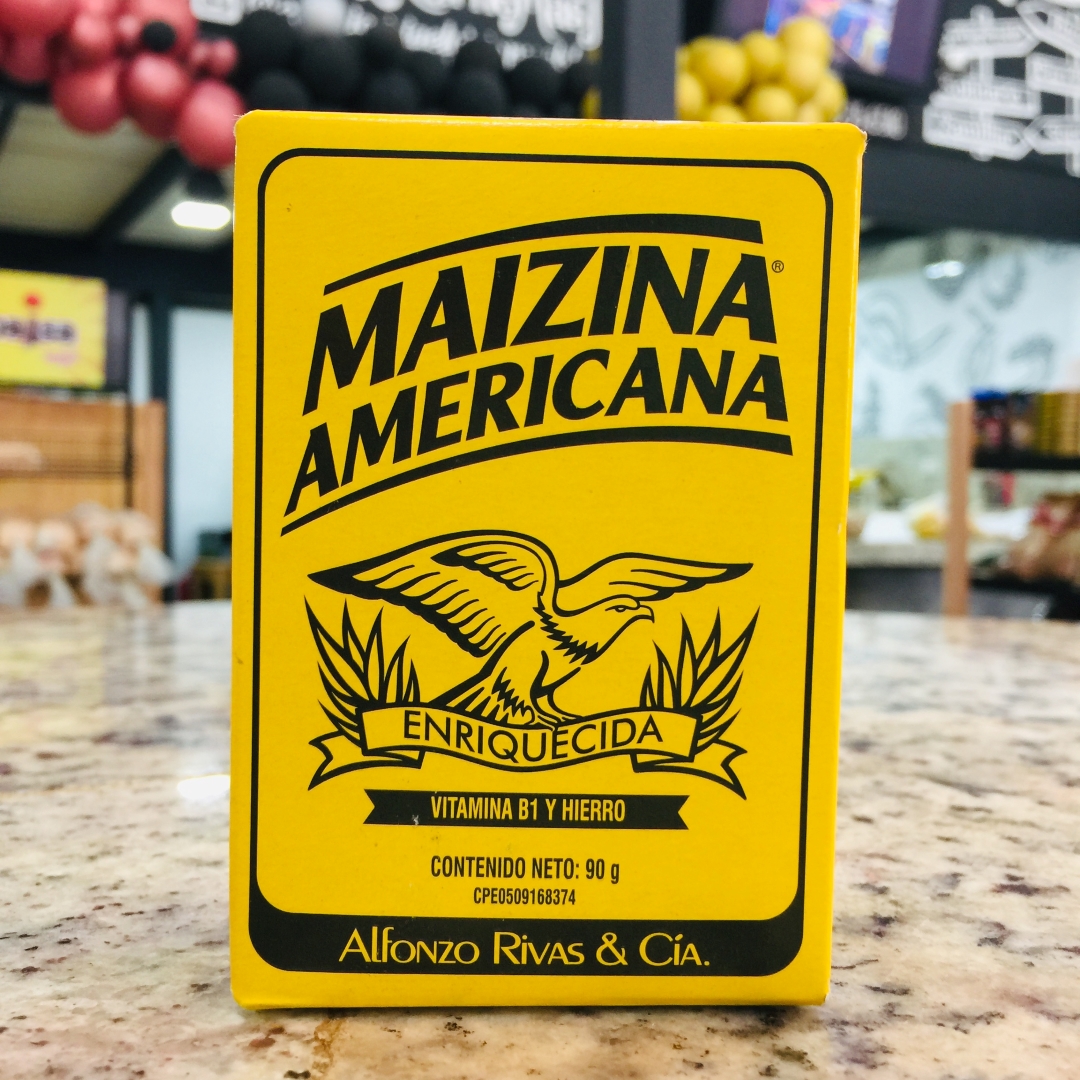 MAIZINA®
AMERICANA
ENRIQUECIDA
VITAMINA B1 Y HIERRO
CONTENIDO NETO: 90 g
CPE0509168374
Alfonzo Rivas & Cía.